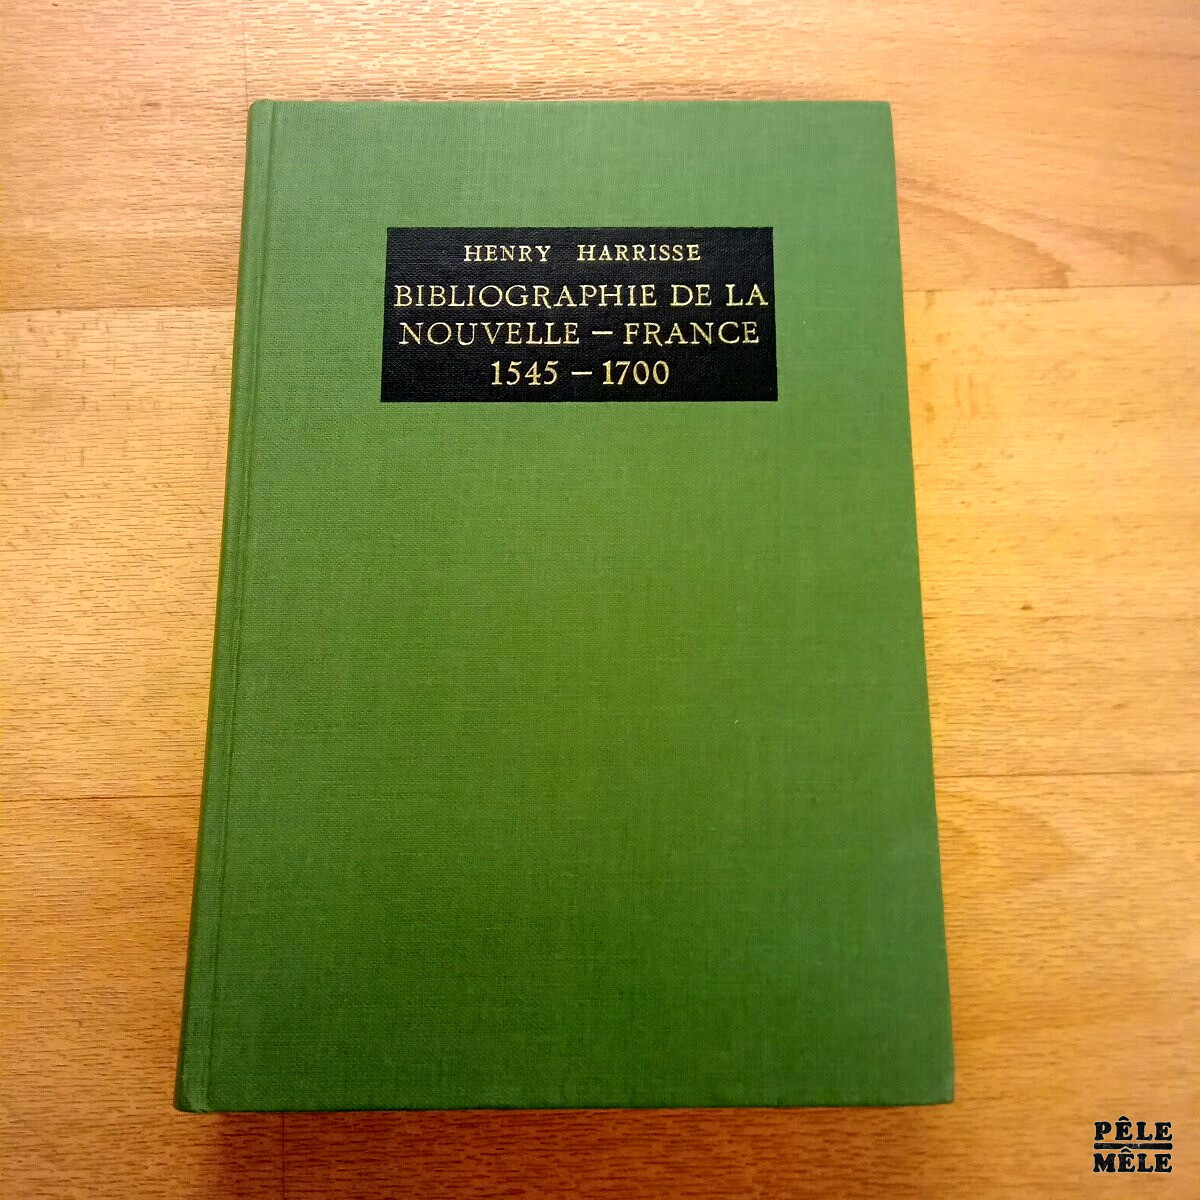 HENRY HARRISSE
BIBLIOGRAPHIE DE LA
NOUVELLE – FRANCE
1545 – 1700
PÊLE
MÊLE